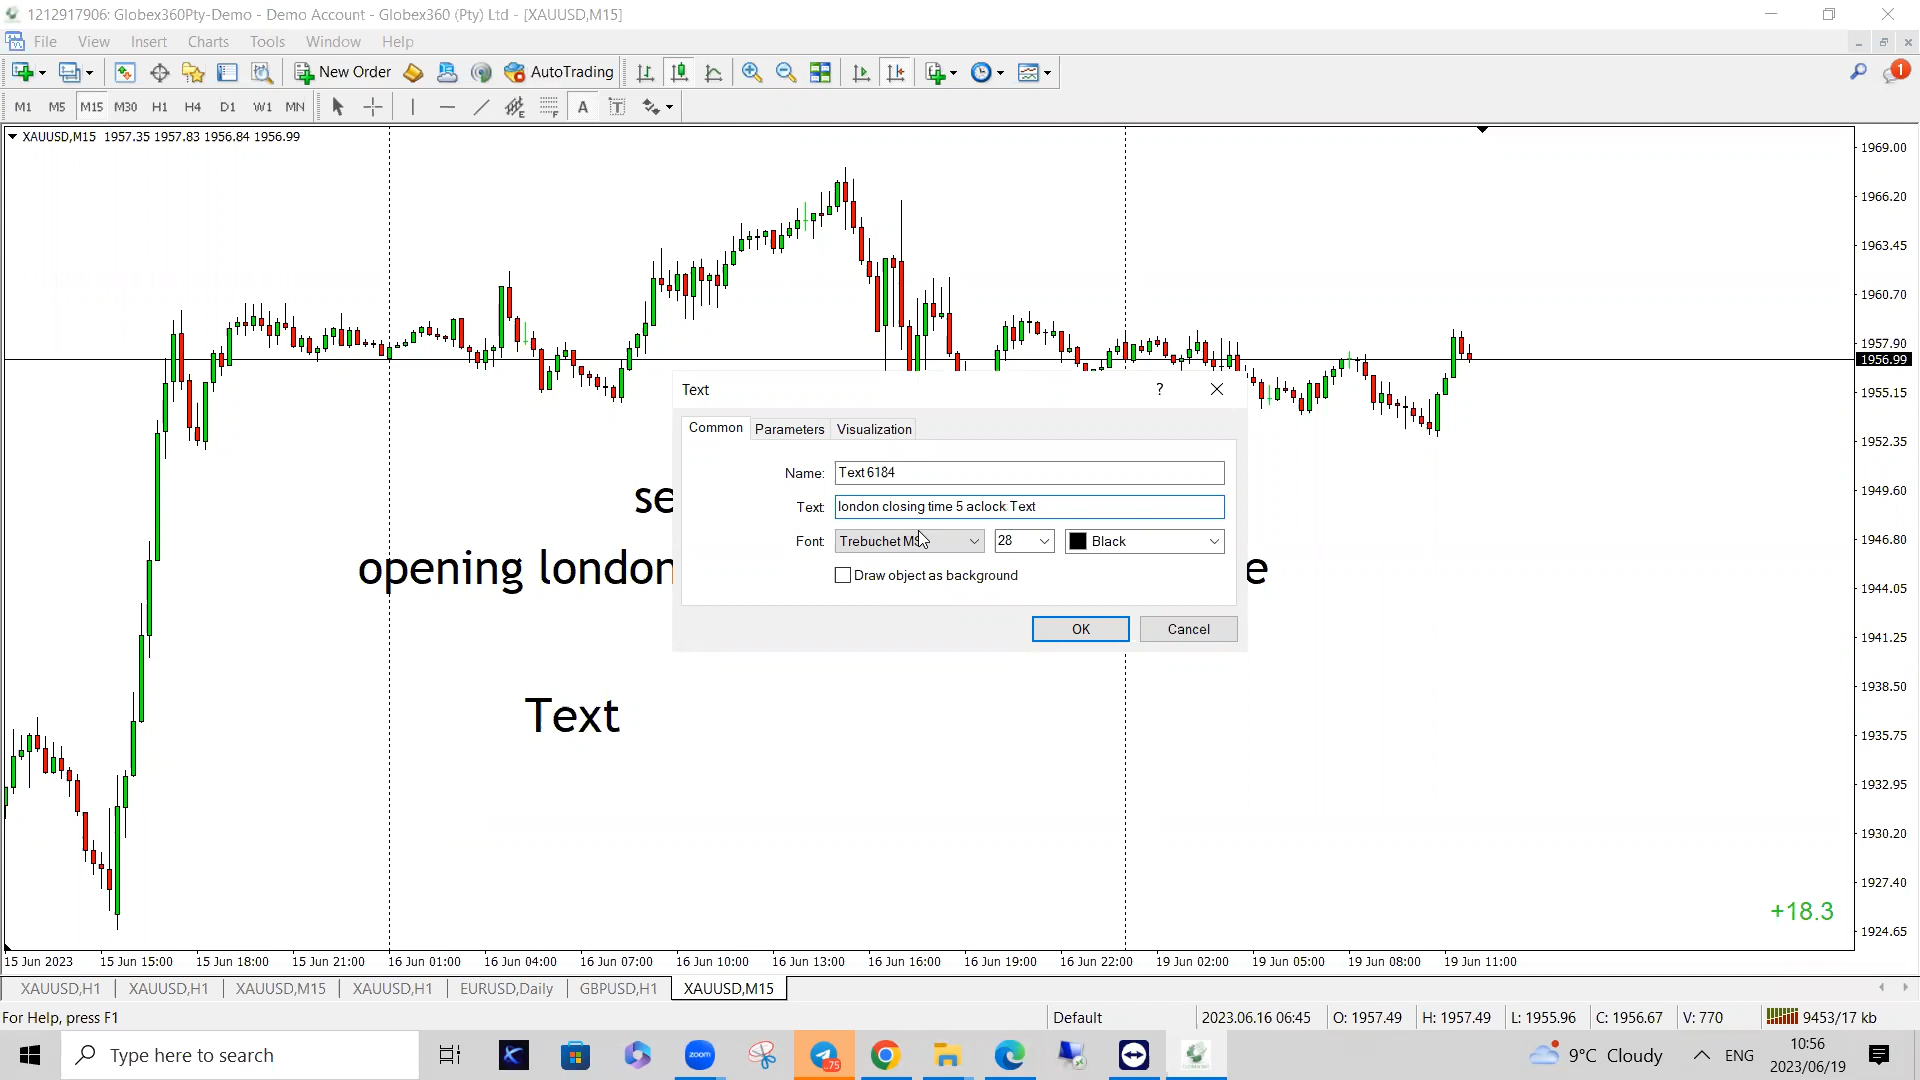 1212917906: Globex360Pty-Demo - Demo Account - Globex360 (Pty) Ltd - [XAUUSD,M15]
File View Insert Charts Tools Window Help
New Order AutoTrading 1
M1 M5 M15 M30 H1 H4 D1 W1 MN E F A T
XAUUSD,M15 1957.35 1957.83 1956.84 1956.99
1969.00
1966.20
1963.45
1960.70
1957.90
1956.99
1955.15
1952.35
1949.60
1946.80
1944.05
1941.25
1938.50
1935.75
1932.95
1930.20
1927.40
1924.65
Text ?
Common Parameters Visualization
Name: Text 6184
Text london closing time 5 aclock Text
Font Trebuchet MS 28 Black
Draw object as background
OK Cancel
se
opening london e
Text
+18.3
15 Jun 2023 15 Jun 15:00 15 Jun 18:00 15 Jun 21:00 16 Jun 01:00 16 Jun 04:00 16 Jun 07:00 16 Jun 10:00 16 Jun 13:00 16 Jun 16:00 16 Jun 19:00 16 Jun 22:00 19 Jun 02:00 19 Jun 05:00 19 Jun 08:00 19 Jun 11:00
XAUUSD,H1 XAUUSD,H1 XAUUSD,M15 XAUUSD,H1 EURUSD,Daily GBPUSD,H1 XAUUSD,M15
For Help, press F1 Default 2023.06.16 06:45 O: 1957.49 H: 1957.49 L: 1955.96 C: 1956.67 V: 770 9453/17 kb
Type here to search zoom 75 9°C Cloudy ENG 10:56
2023/06/19